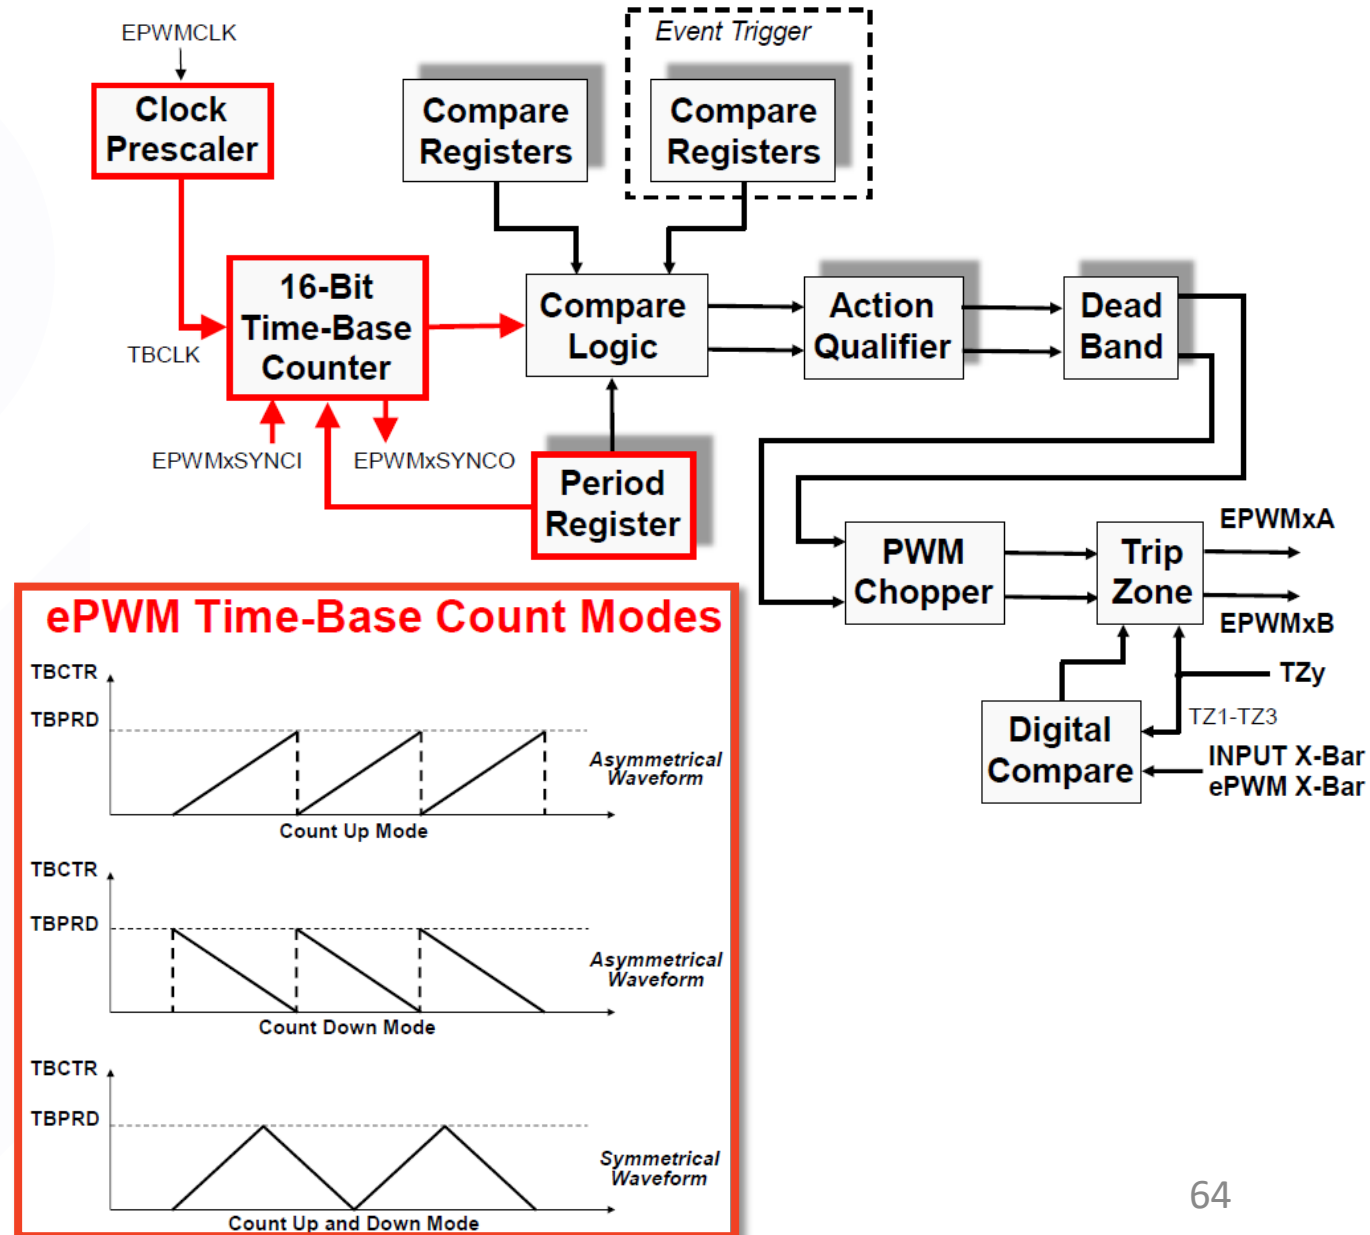 EPWMCLK
Clock
Prescaler
Compare
Registers
Event Trigger
Compare
Registers
TBCLK
16-Bit
Time-Base
Counter
Compare
Logic
Action
Qualifier
Dead
Band
EPWMxSYNCI
EPWMxSYNCO
Period
Register
PWM
Chopper
Trip
Zone
EPWMxA
EPWMxB
TZy
TZ1-TZ3
Digital
Compare
INPUT X-Bar
ePWM X-Bar
ePWM Time-Base Count Modes
TBCTR
TBPRD
Asymmetrical
Waveform
Count Up Mode
TBCTR
TBPRD
Asymmetrical
Waveform
Count Down Mode
TBCTR
TBPRD
Symmetrical
Waveform
Count Up and Down Mode
64